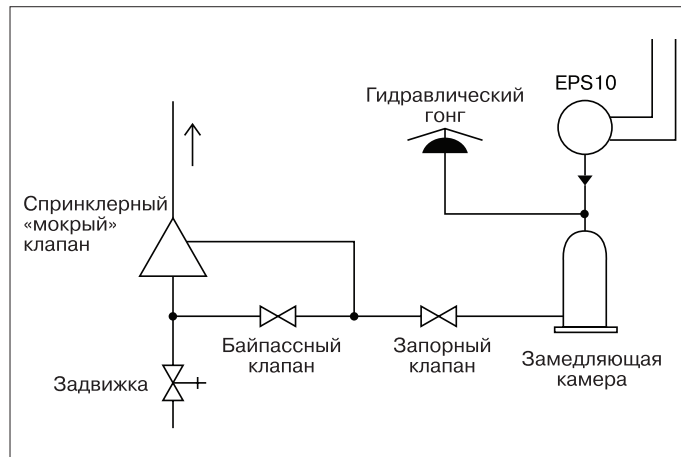 EPS10
Гидравлический
гонг
Спринклерный
«мокрый»
клапан
Байпассный
клапан
Запорный
клапан
Замедляющая
камера
Задвижка